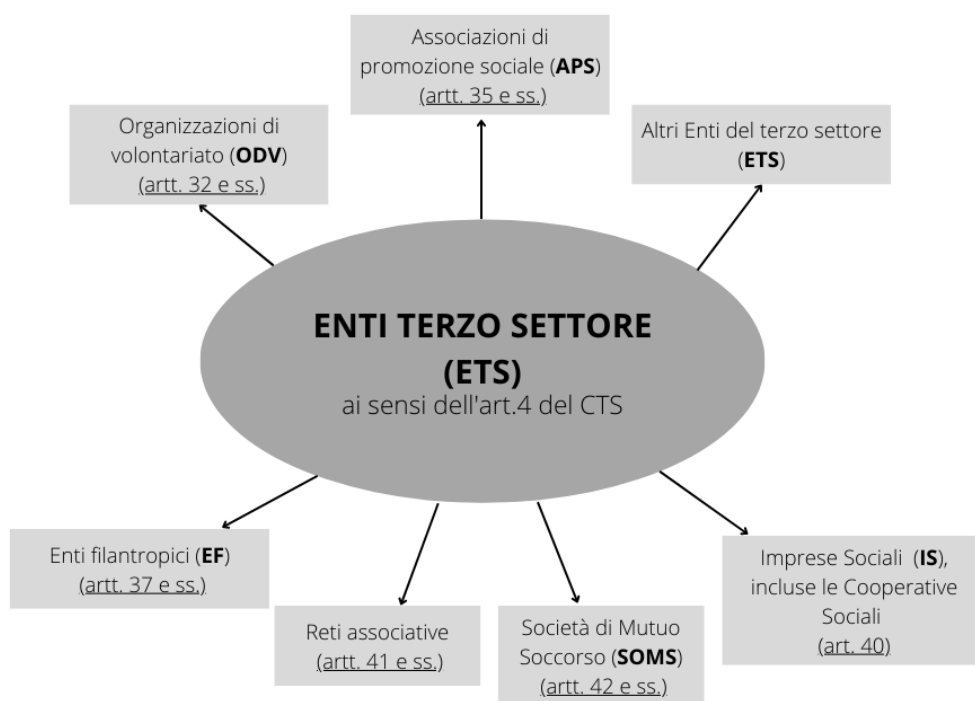 Associazioni di
promozione sociale (APS)
(artt. 35 e ss.)
Organizzazioni di
volontariato (ODV)
(artt. 32 e ss.)
Altri Enti del terzo settore
(ETS)
ENTI TERZO SETTORE
(ETS)
ai sensi dell'art.4 del CTS
Enti filantropici (EF)
(artt. 37 e ss.)
Reti associative
(artt. 41 e ss.)
Società di Mutuo
Soccorso (SOMS)
(artt. 42 e ss.)
Imprese Sociali (IS),
incluse le Cooperative
Sociali
(art. 40)